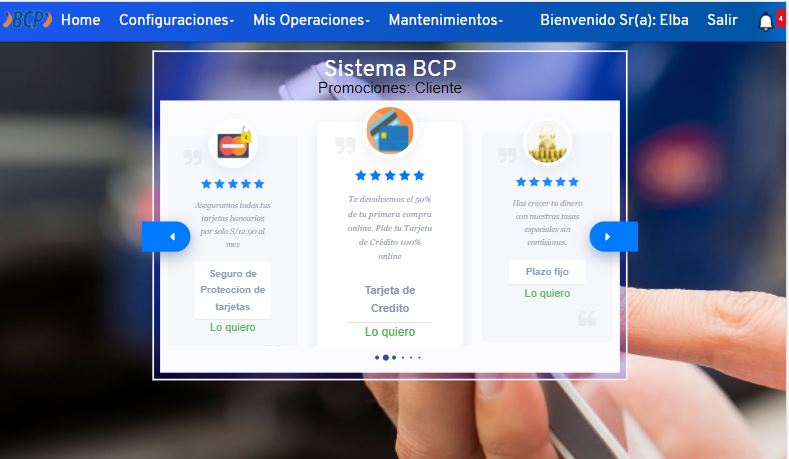 BCP Home Configuraciones Mis Operaciones Mantenimientos Bienvenido Sr(a): Elba Salir 4
Sistema BCP
Promociones: Cliente
Aseguramos todas tus
tarjetas bancarias
por solo S/12.90 al
mes
Seguro de
Proteccion de
tarjetas
Lo quiero
Te devolvemos el 50%
de tu primera compra
online. Pide tu Tarjeta
de Crédito 100%
online
Tarjeta de
Credito
Lo quiero
Haz crecer tu dinero
con nuestras tasas
especiales sin
comisiones.
Plazo fijo
Lo quiero